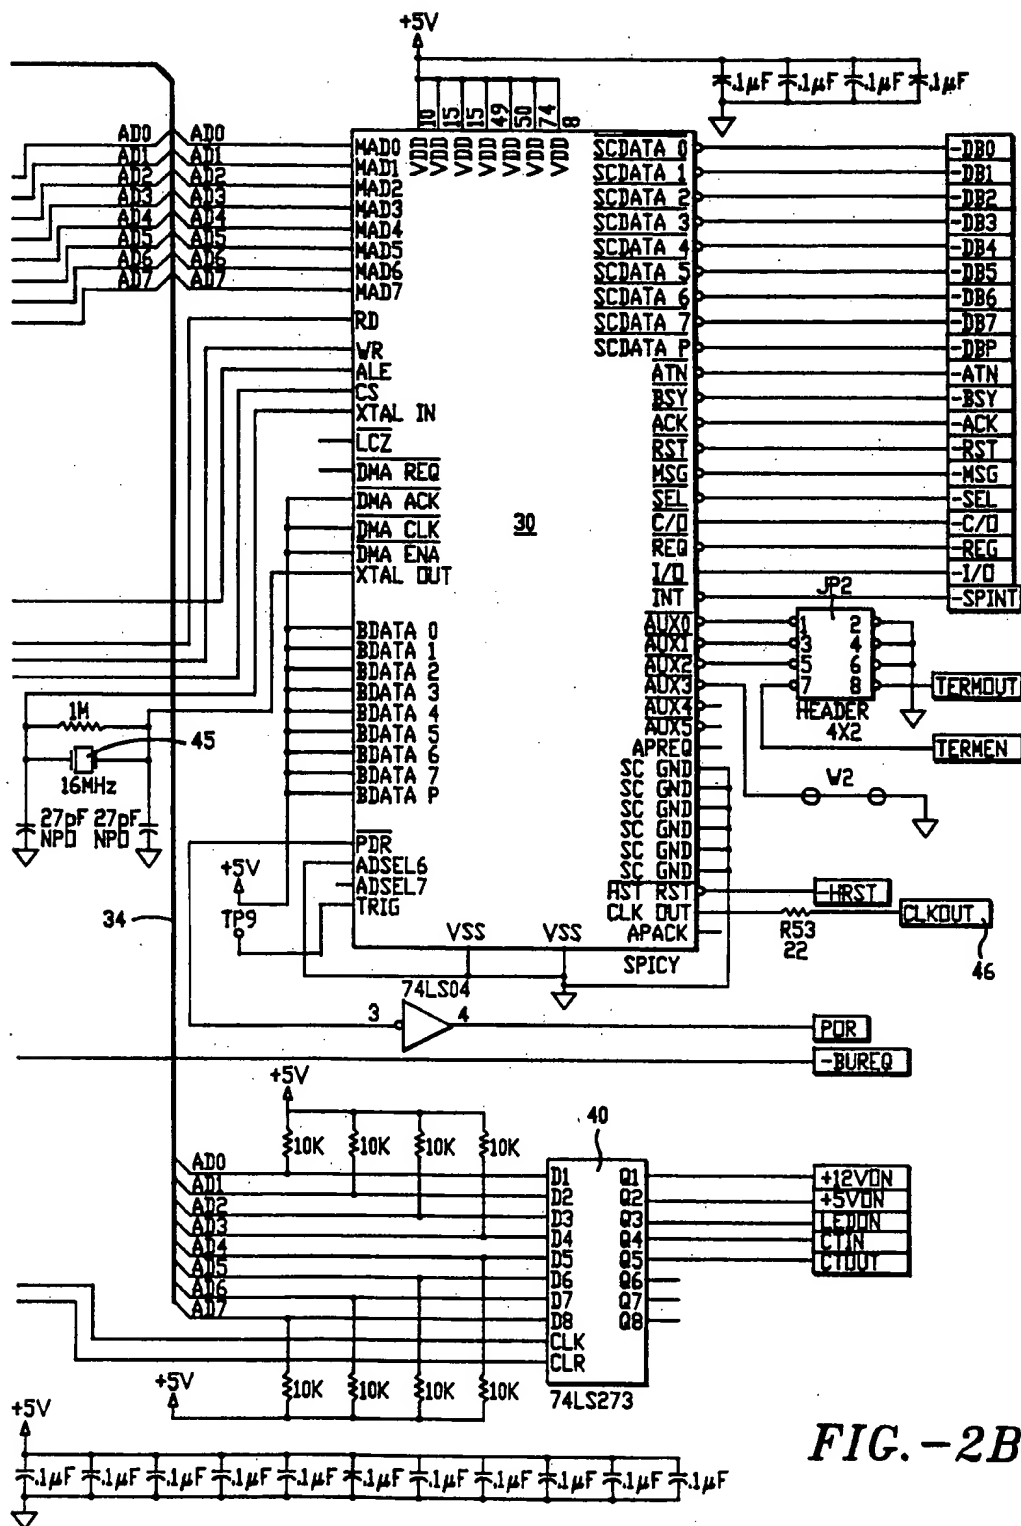 +5V
.1µF .1µF .1µF .1µF
10 15 15 49 50 74 8
VDD VDD VDD VDD VDD VDD VDD
AD0 AD0 MAD0 SCDATA 0 -DB0
AD1 AD1 MAD1 SCDATA 1 -DB1
AD2 AD2 MAD2 SCDATA 2 -DB2
AD3 AD3 MAD3 SCDATA 3 -DB3
AD4 AD4 MAD4 SCDATA 4 -DB4
AD5 AD5 MAD5 SCDATA 5 -DB5
AD6 AD6 MAD6 SCDATA 6 -DB6
AD7 AD7 MAD7 SCDATA 7 -DB7
RD SCDATA P -DBP
WR ATN -ATN
ALE BSY -BSY
CS ACK -ACK
XTAL IN RST -RST
LCZ MSG -MSG
DMA REQ SEL -SEL
DMA ACK C/O -C/O
DMA CLK 30 REQ -REG
DMA ENA I/O -I/O
XTAL OUT INT -SPINT
JP2
BDATA 0 AUX0 1 2
BDATA 1 AUX1 3 4
BDATA 2 AUX2 5 6
BDATA 3 AUX3 7 8 TERMOUT
BDATA 4 AUX4 HEADER
BDATA 5 AUX5 4X2
BDATA 6 APREQ TERMEN
BDATA 7 SC GND
BDATA P SC GND W2
SC GND
SC GND
SC GND
SC GND
1M
45
16MHz
27pF 27pF
NPO NPO
PDR
ADSEL6
ADSEL7 HST RST -HRST
TRIG CLK OUT CLKOUT
APACK R53
22
46
+5V
TP9
34
VSS VSS
SPICY
74LS04
3 4 POR
-BUREQ
+5V
10K 10K 10K 10K
40
AD0 D1 Q1 +12VON
AD1 D2 Q2 +5VON
AD2 D3 Q3 LEDON
AD3 D4 Q4 CTIN
AD4 D5 Q5 CTOUT
AD5 D6 Q6
AD6 D7 Q7
AD7 D8 Q8
CLK
CLR
10K 10K 10K 10K
+5V
74LS273
+5V
.1µF .1µF .1µF .1µF .1µF .1µF .1µF .1µF .1µF .1µF .1µF
FIG.-2B